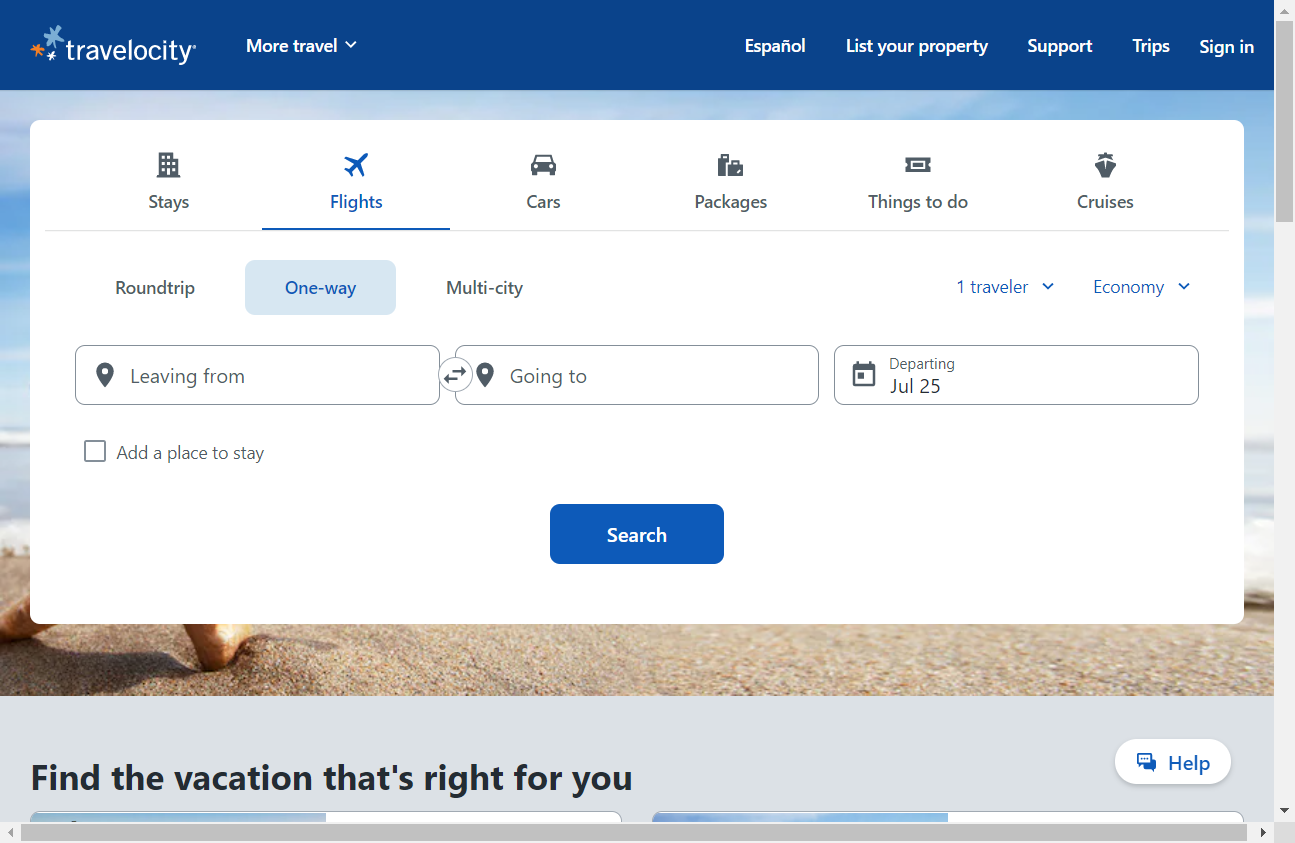 travelocity
More travel
Español
List your property
Support
Trips
Sign in
Stays
Flights
Cars
Packages
Things to do
Cruises
Roundtrip
One-way
Multi-city
1 traveler
Economy
Leaving from
Going to
Departing
Jul 25
Add a place to stay
Search
Find the vacation that's right for you
Help